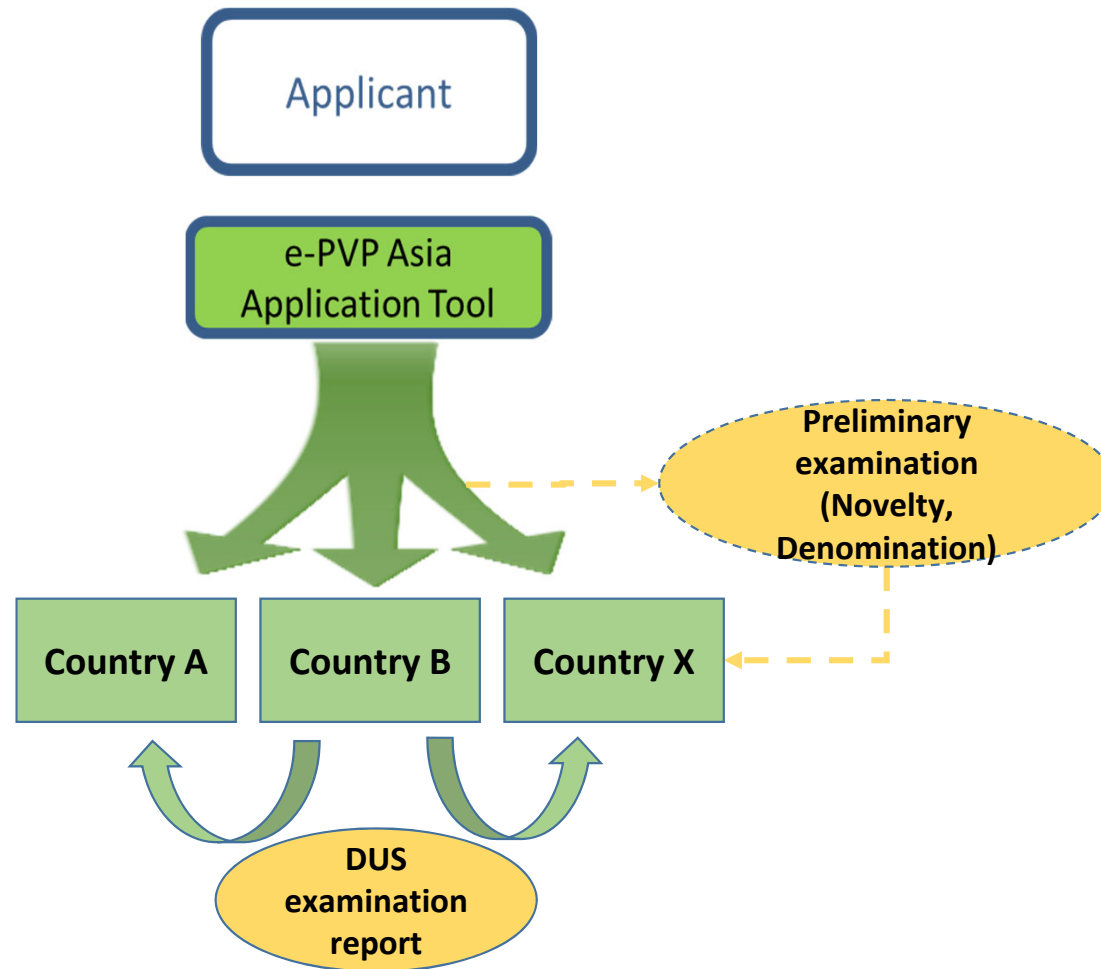 Applicant
e-PVP Asia
Application Tool
Preliminary
examination
(Novelty,
Denomination)
Country A
Country B
Country X
DUS
examination
report